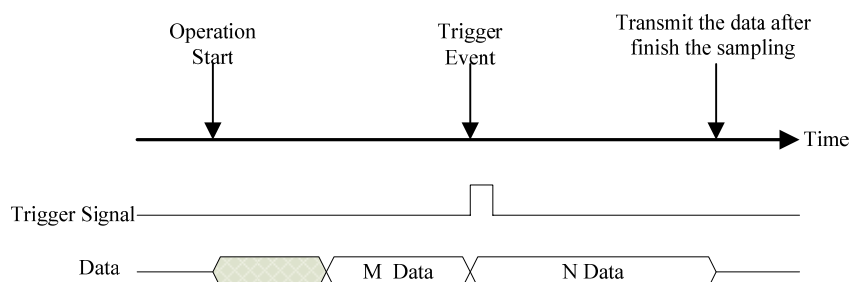 Operation
Start
Trigger
Event
Transmit the data after
finish the sampling
Time
Trigger Signal
Data
M Data
N Data